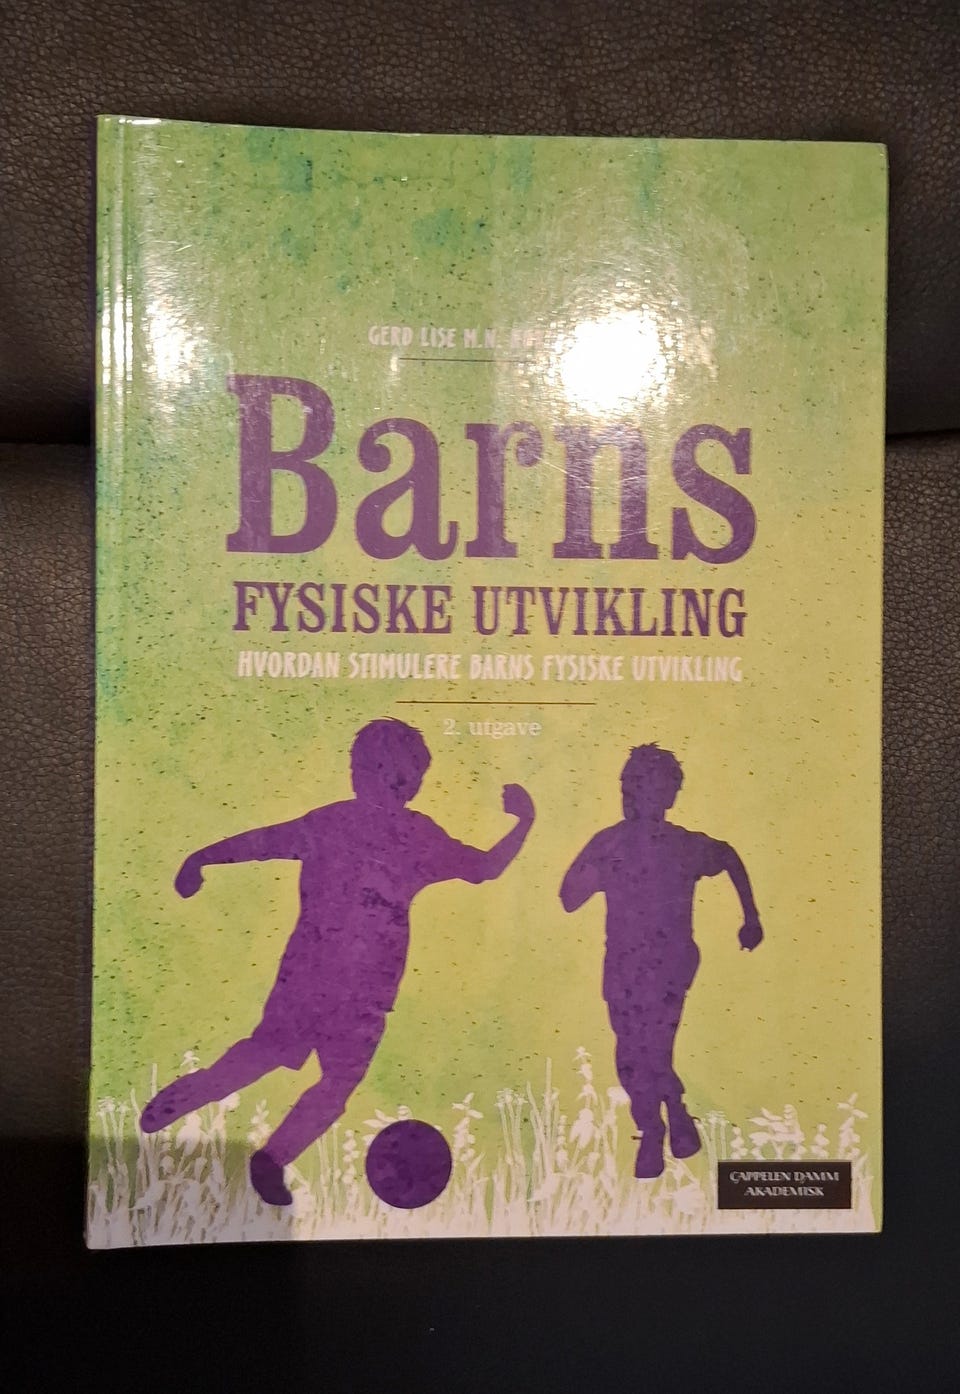 GERD LISE M.N.
Barns
FYSISKE UTVIKLING
HVORDAN STIMULERE BARNS FYSISKE UTVIKLING
2. utgave
CAPPELEN DAMM
AKADEMISK